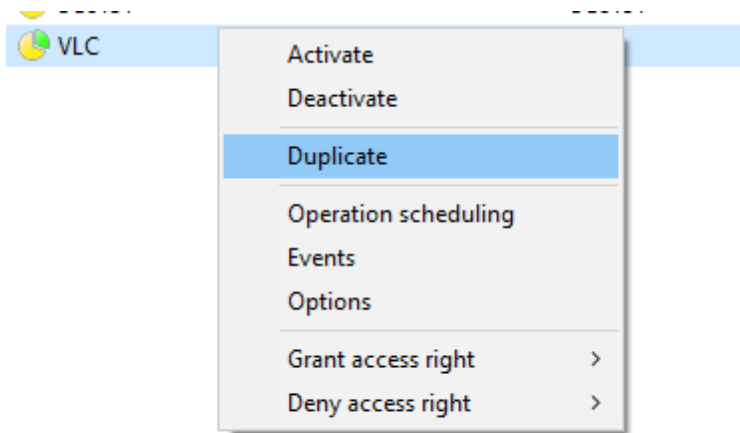 VLC
Activate
Deactivate
Duplicate
Operation scheduling
Events
Options
Grant access right
Deny access right